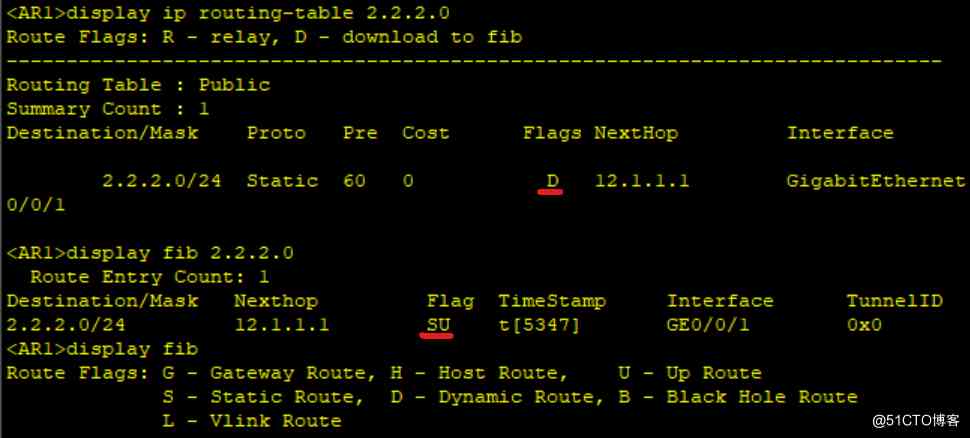 <AR1>display ip routing-table 2.2.2.0
Route Flags: R - relay, D - download to fib
------------------------------------------------------------------------------
Routing Table : Public
Summary Count : 1
Destination/Mask    Proto   Pre  Cost      Flags NextHop         Interface
2.2.2.0/24  Static  60   0           D   12.1.1.1        GigabitEthernet
0/0/1
<AR1>display fib 2.2.2.0
  Route Entry Count: 1
Destination/Mask   Nexthop         Flag  TimeStamp     Interface      TunnelID
2.2.2.0/24         12.1.1.1        SU    t[5347]       GE0/0/1        0x0
<AR1>display fib
Route Flags: G - Gateway Route, H - Host Route,    U - Up Route
             S - Static Route,  D - Dynamic Route, B - Black Hole Route
             L - Vlink Route
@51CTO博客